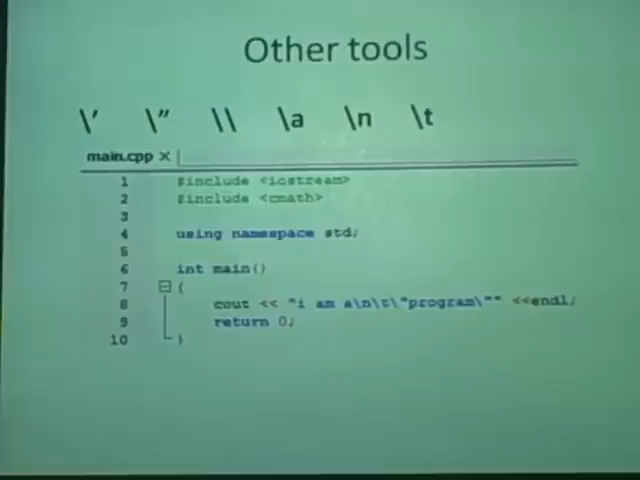 Other tools
\’ \” \\ \a \n \t
main.cpp ×
1 #include <iostream>
2 #include <cmath>
3
4 using namespace std;
5
6 int main()
7 {
8 cout << "i am a\n\t\"program\"" <<endl;
9 return 0;
10 }